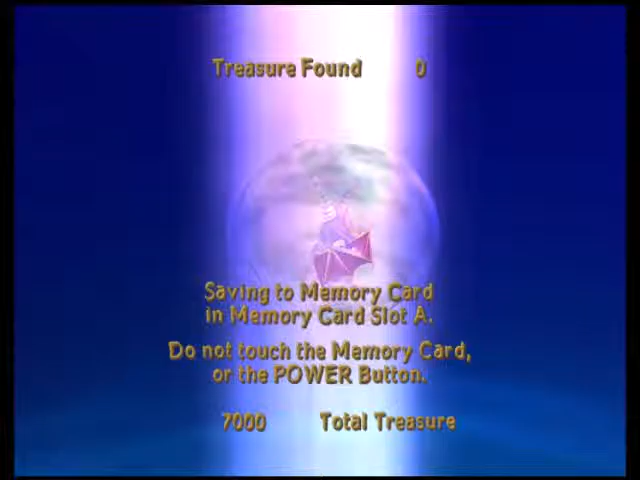 Treasure Found 0
Saving to Memory Card
in Memory Card Slot A.
Do not touch the Memory Card,
or the POWER Button.
7000 Total Treasure